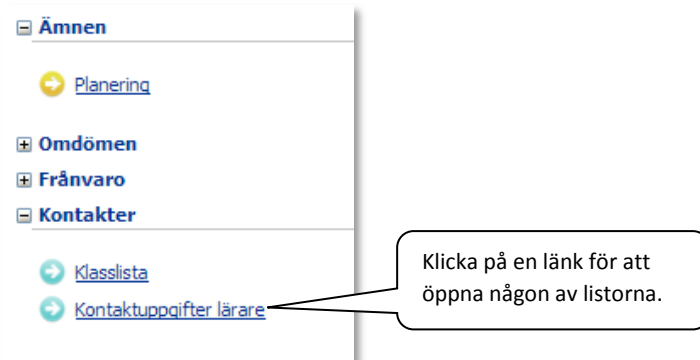 Ämnen
Planering
Omdömen
Frånvaro
Kontakter
Klasslista
Kontaktuppgifter lärare
Klicka på en länk för att
öppna någon av listorna.